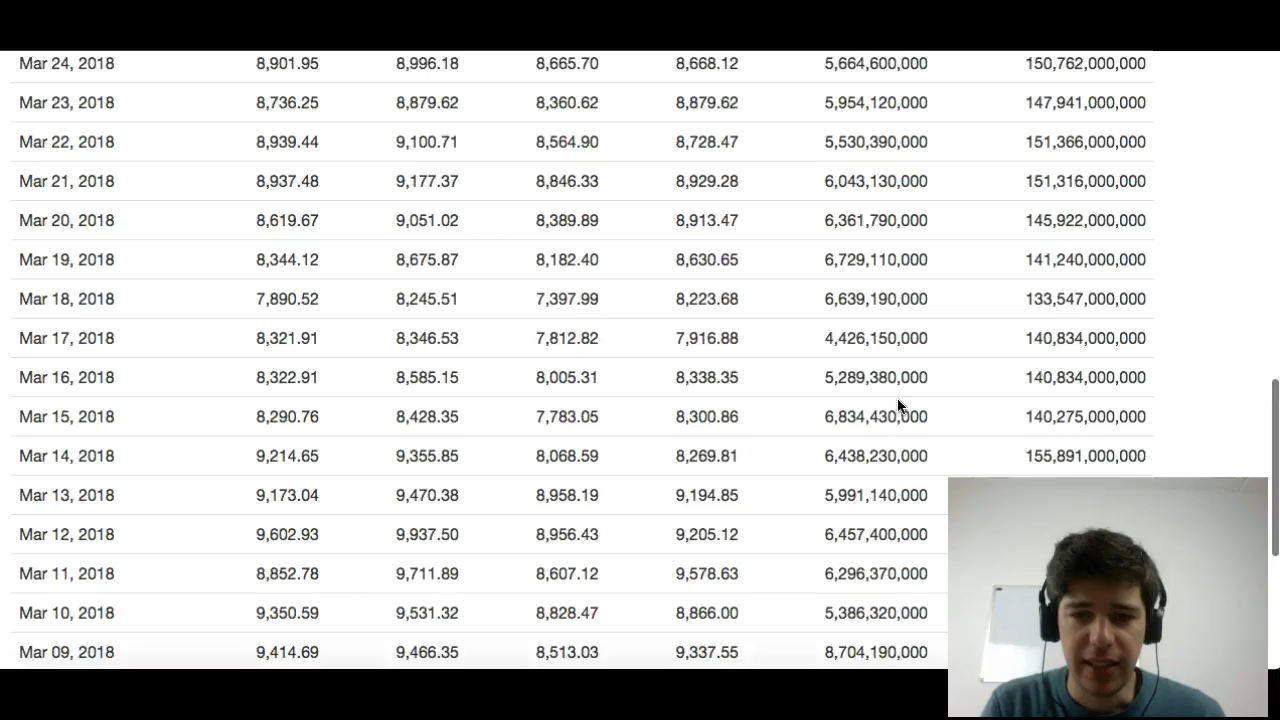 Mar 24, 2018 8,901.95 8,996.18 8,665.70 8,668.12 5,664,600,000 150,762,000,000
Mar 23, 2018 8,736.25 8,879.62 8,360.62 8,879.62 5,954,120,000 147,941,000,000
Mar 22, 2018 8,939.44 9,100.71 8,564.90 8,728.47 5,530,390,000 151,366,000,000
Mar 21, 2018 8,937.48 9,177.37 8,846.33 8,929.28 6,043,130,000 151,316,000,000
Mar 20, 2018 8,619.67 9,051.02 8,389.89 8,913.47 6,361,790,000 145,922,000,000
Mar 19, 2018 8,344.12 8,675.87 8,182.40 8,630.65 6,729,110,000 141,240,000,000
Mar 18, 2018 7,890.52 8,245.51 7,397.99 8,223.68 6,639,190,000 133,547,000,000
Mar 17, 2018 8,321.91 8,346.53 7,812.82 7,916.88 4,426,150,000 140,834,000,000
Mar 16, 2018 8,322.91 8,585.15 8,005.31 8,338.35 5,289,380,000 140,834,000,000
Mar 15, 2018 8,290.76 8,428.35 7,783.05 8,300.86 6,834,430,000 140,275,000,000
Mar 14, 2018 9,214.65 9,355.85 8,068.59 8,269.81 6,438,230,000 155,891,000,000
Mar 13, 2018 9,173.04 9,470.38 8,958.19 9,194.85 5,991,140,000
Mar 12, 2018 9,602.93 9,937.50 8,956.43 9,205.12 6,457,400,000
Mar 11, 2018 8,852.78 9,711.89 8,607.12 9,578.63 6,296,370,000
Mar 10, 2018 9,350.59 9,531.32 8,828.47 8,866.00 5,386,320,000
Mar 09, 2018 9,414.69 9,466.35 8,513.03 9,337.55 8,704,190,000